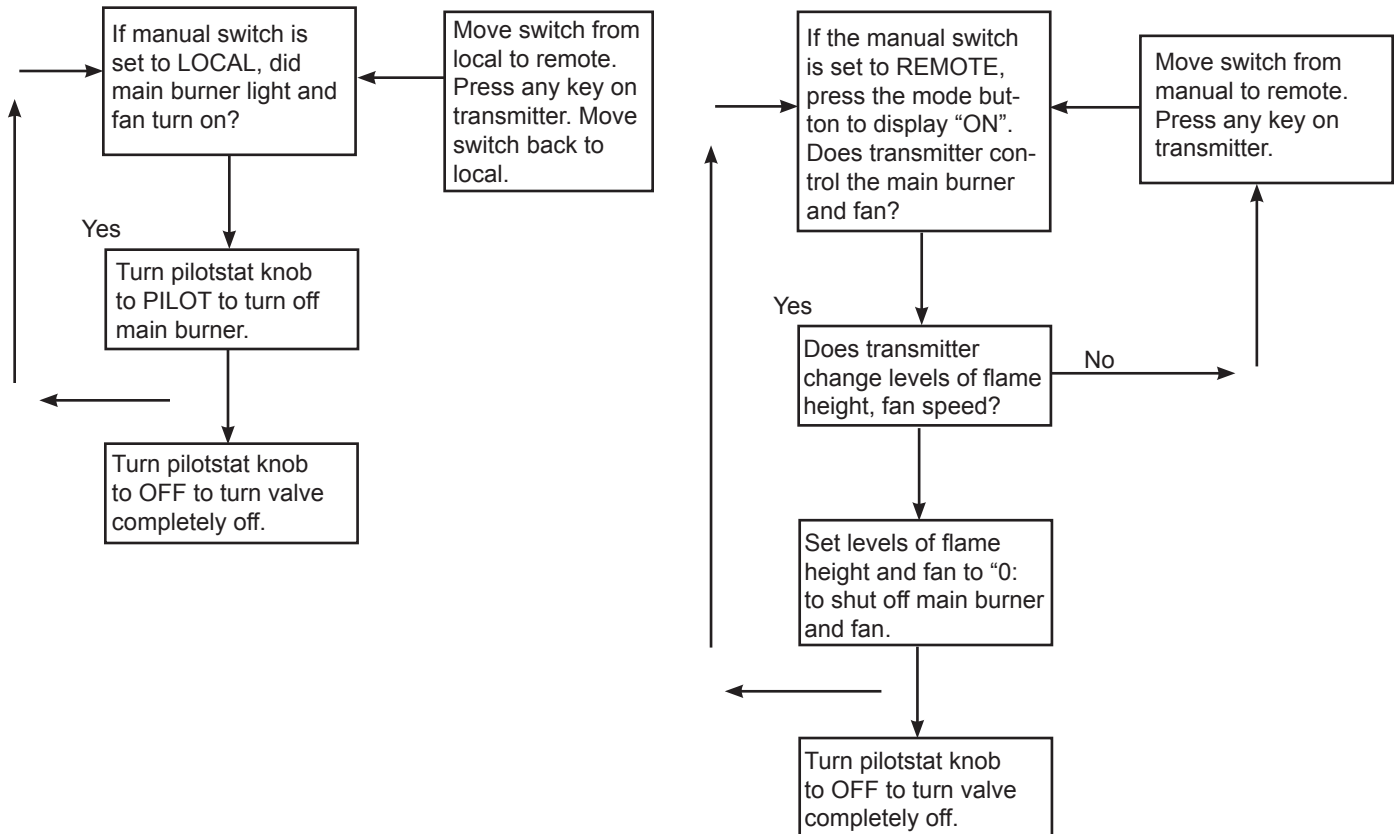 If manual switch is
set to LOCAL, did
main burner light and
fan turn on?
Move switch from
local to remote.
Press any key on
transmitter. Move
switch back to
local.
Yes
Turn pilotstat knob
to PILOT to turn off
main burner.
Turn pilotstat knob
to OFF to turn valve
completely off.
If the manual switch
is set to REMOTE,
press the mode but-
ton to display “ON”.
Does transmitter con-
trol the main burner
and fan?
Move switch from
manual to remote.
Press any key on
transmitter.
Yes
Does transmitter
change levels of flame
height, fan speed?
No
Set levels of flame
height and fan to “0:
to shut off main burner
and fan.
Turn pilotstat knob
to OFF to turn valve
completely off.